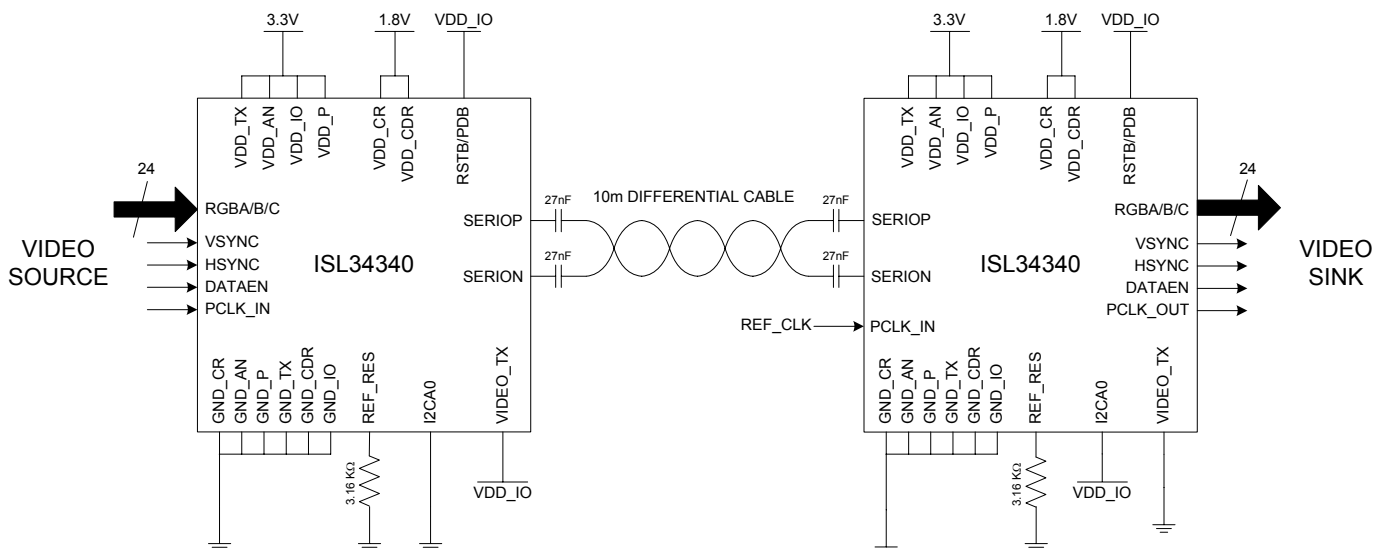 3.3V
1.8V
VDD_IO
3.3V
1.8V
VDD_IO
VDD_TX
VDD_AN
VDD_IO
VDD_P
VDD_CR
VDD_CDR
RSTB/PDB
VDD_TX
VDD_AN
VDD_IO
VDD_P
VDD_CR
VDD_CDR
RSTB/PDB
24
24
RGBA/B/C
27nF
10m DIFFERENTIAL CABLE
27nF
RGBA/B/C
SERIOP
SERIOP
VIDEO
SOURCE
VSYNC
HSYNC
DATAEN
PCLK_IN
ISL34340
27nF
27nF
SERION
SERION
ISL34340
VSYNC
HSYNC
DATAEN
PCLK_OUT
VIDEO
SINK
REF_CLK
PCLK_IN
GND_CR
GND_AN
GND_P
GND_TX
GND_CDR
GND_IO
REF_RES
I2CA0
VIDEO_TX
GND_CR
GND_AN
GND_P
GND_TX
GND_CDR
GND_IO
REF_RES
I2CA0
VIDEO_TX
3.16 KΩ
VDD_IO
3.16 KΩ
VDD_IO